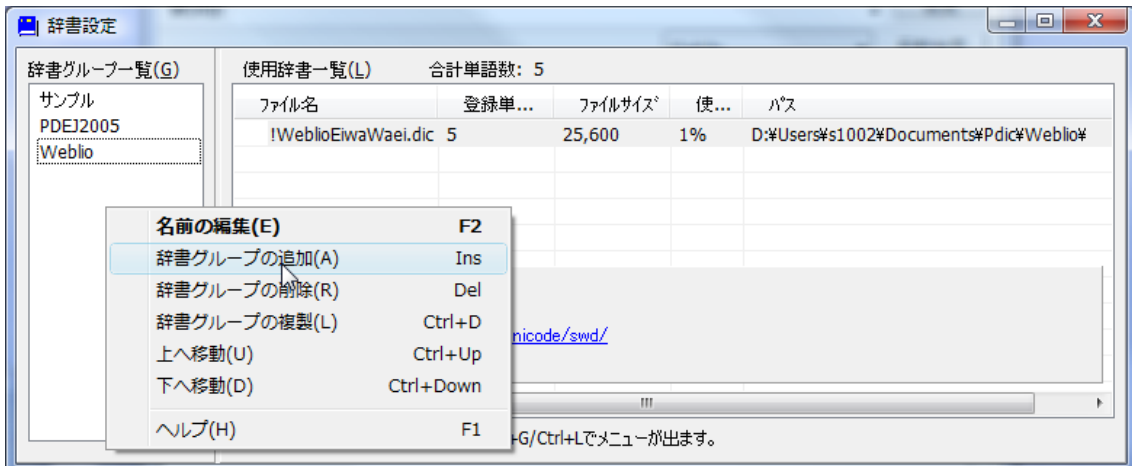 辞書設定
辞書グループ一覧(G)
使用辞書一覧(L) 合計単語数: 5
サンプル
PDEJ2005
Weblio
ファイル名 登録単... ファイルサイズ 使... パス
!WeblioEiwaWaei.dic 5 25,600 1% D:¥Users¥s1002¥Documents¥Pdic¥Weblio¥
名前の編集(E) F2
辞書グループの追加(A) Ins
辞書グループの削除(R) Del
辞書グループの複製(L) Ctrl+D
上へ移動(U) Ctrl+Up
下へ移動(D) Ctrl+Down
ヘルプ(H) F1
nicode/swd/
+G/Ctrl+Lでメニューが出ます。